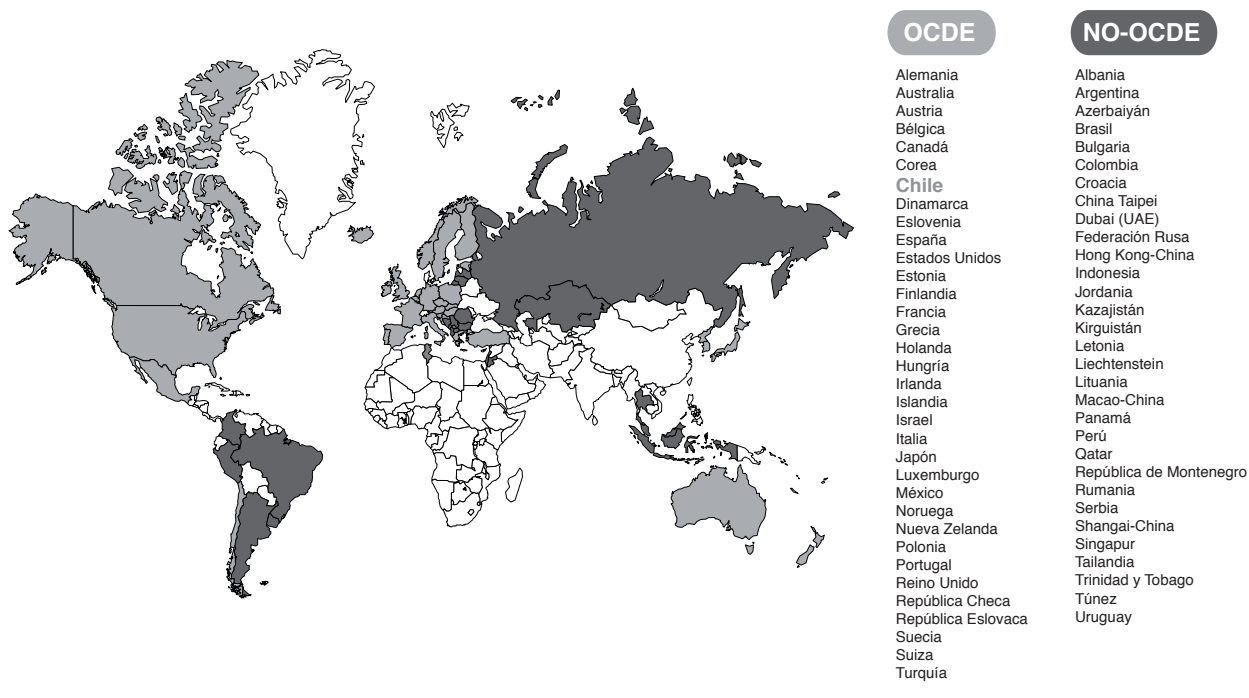 OCDE
Alemania
Australia
Austria
Bélgica
Canadá
Corea
Chile
Dinamarca
Eslovenia
España
Estados Unidos
Estonia
Finlandia
Francia
Grecia
Holanda
Hungría
Irlanda
Islandia
Israel
Italia
Japón
Luxemburgo
México
Noruega
Nueva Zelanda
Polonia
Portugal
Reino Unido
República Checa
República Eslovaca
Suecia
Suiza
Turquía
NO-OCDE
Albania
Argentina
Azerbaiyán
Brasil
Bulgaria
Colombia
Croacia
China Taipei
Dubai (UAE)
Federación Rusa
Hong Kong-China
Indonesia
Jordania
Kazajistán
Kirguistán
Letonia
Liechtenstein
Lituania
Macao-China
Panamá
Perú
Qatar
República de Montenegro
Rumania
Serbia
Shangai-China
Singapur
Tailandia
Trinidad y Tobago
Túnez
Uruguay